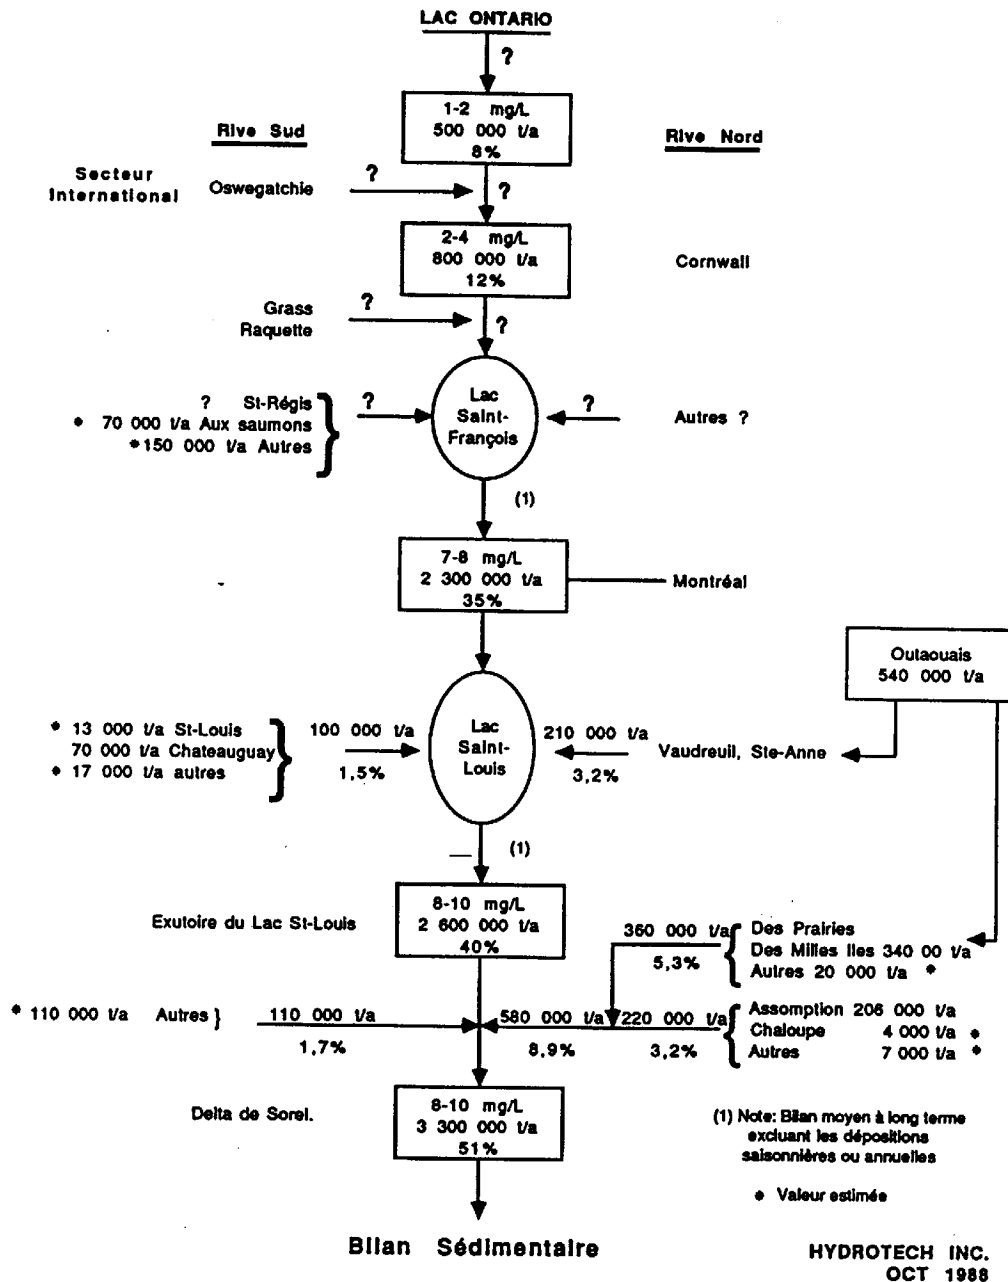 LAC ONTARIO
?
1-2 mg/L
500 000 t/a
8%
Rive Sud
Rive Nord
Secteur
International
Oswegatchie
?
?
2-4 mg/L
800 000 t/a
12%
Cornwall
Grass
Raquette
?
?
Lac
Saint-
François
? St-Régis
* 70 000 t/a Aux saumons
*150 000 t/a Autres
?
?
Autres ?
(1)
7-8 mg/L
2 300 000 t/a
35%
Montréal
Outaouais
540 000 t/a
* 13 000 t/a St-Louis
70 000 t/a Chateauguay
* 17 000 t/a autres
100 000 t/a
1,5%
Lac
Saint-
Louis
210 000 t/a
3,2%
Vaudreuil, Ste-Anne
(1)
Exutoire du Lac St-Louis
8-10 mg/L
2 600 000 t/a
40%
360 000 t/a
5,3%
Des Prairies
Des Milles Iles 340 00 t/a
Autres 20 000 t/a *
* 110 000 t/a Autres }
110 000 t/a
1,7%
580 000 t/a
8,9%
220 000 t/a
3,2%
Assomption 206 000 t/a
Chaloupe 4 000 t/a *
Autres 7 000 t/a *
Delta de Sorel.
8-10 mg/L
3 300 000 t/a
51%
(1) Note: Bilan moyen à long terme
excluant les dépositions
saisonnières ou annuelles
* Valeur estimée
Bilan Sédimentaire
HYDROTECH INC.
OCT 1988